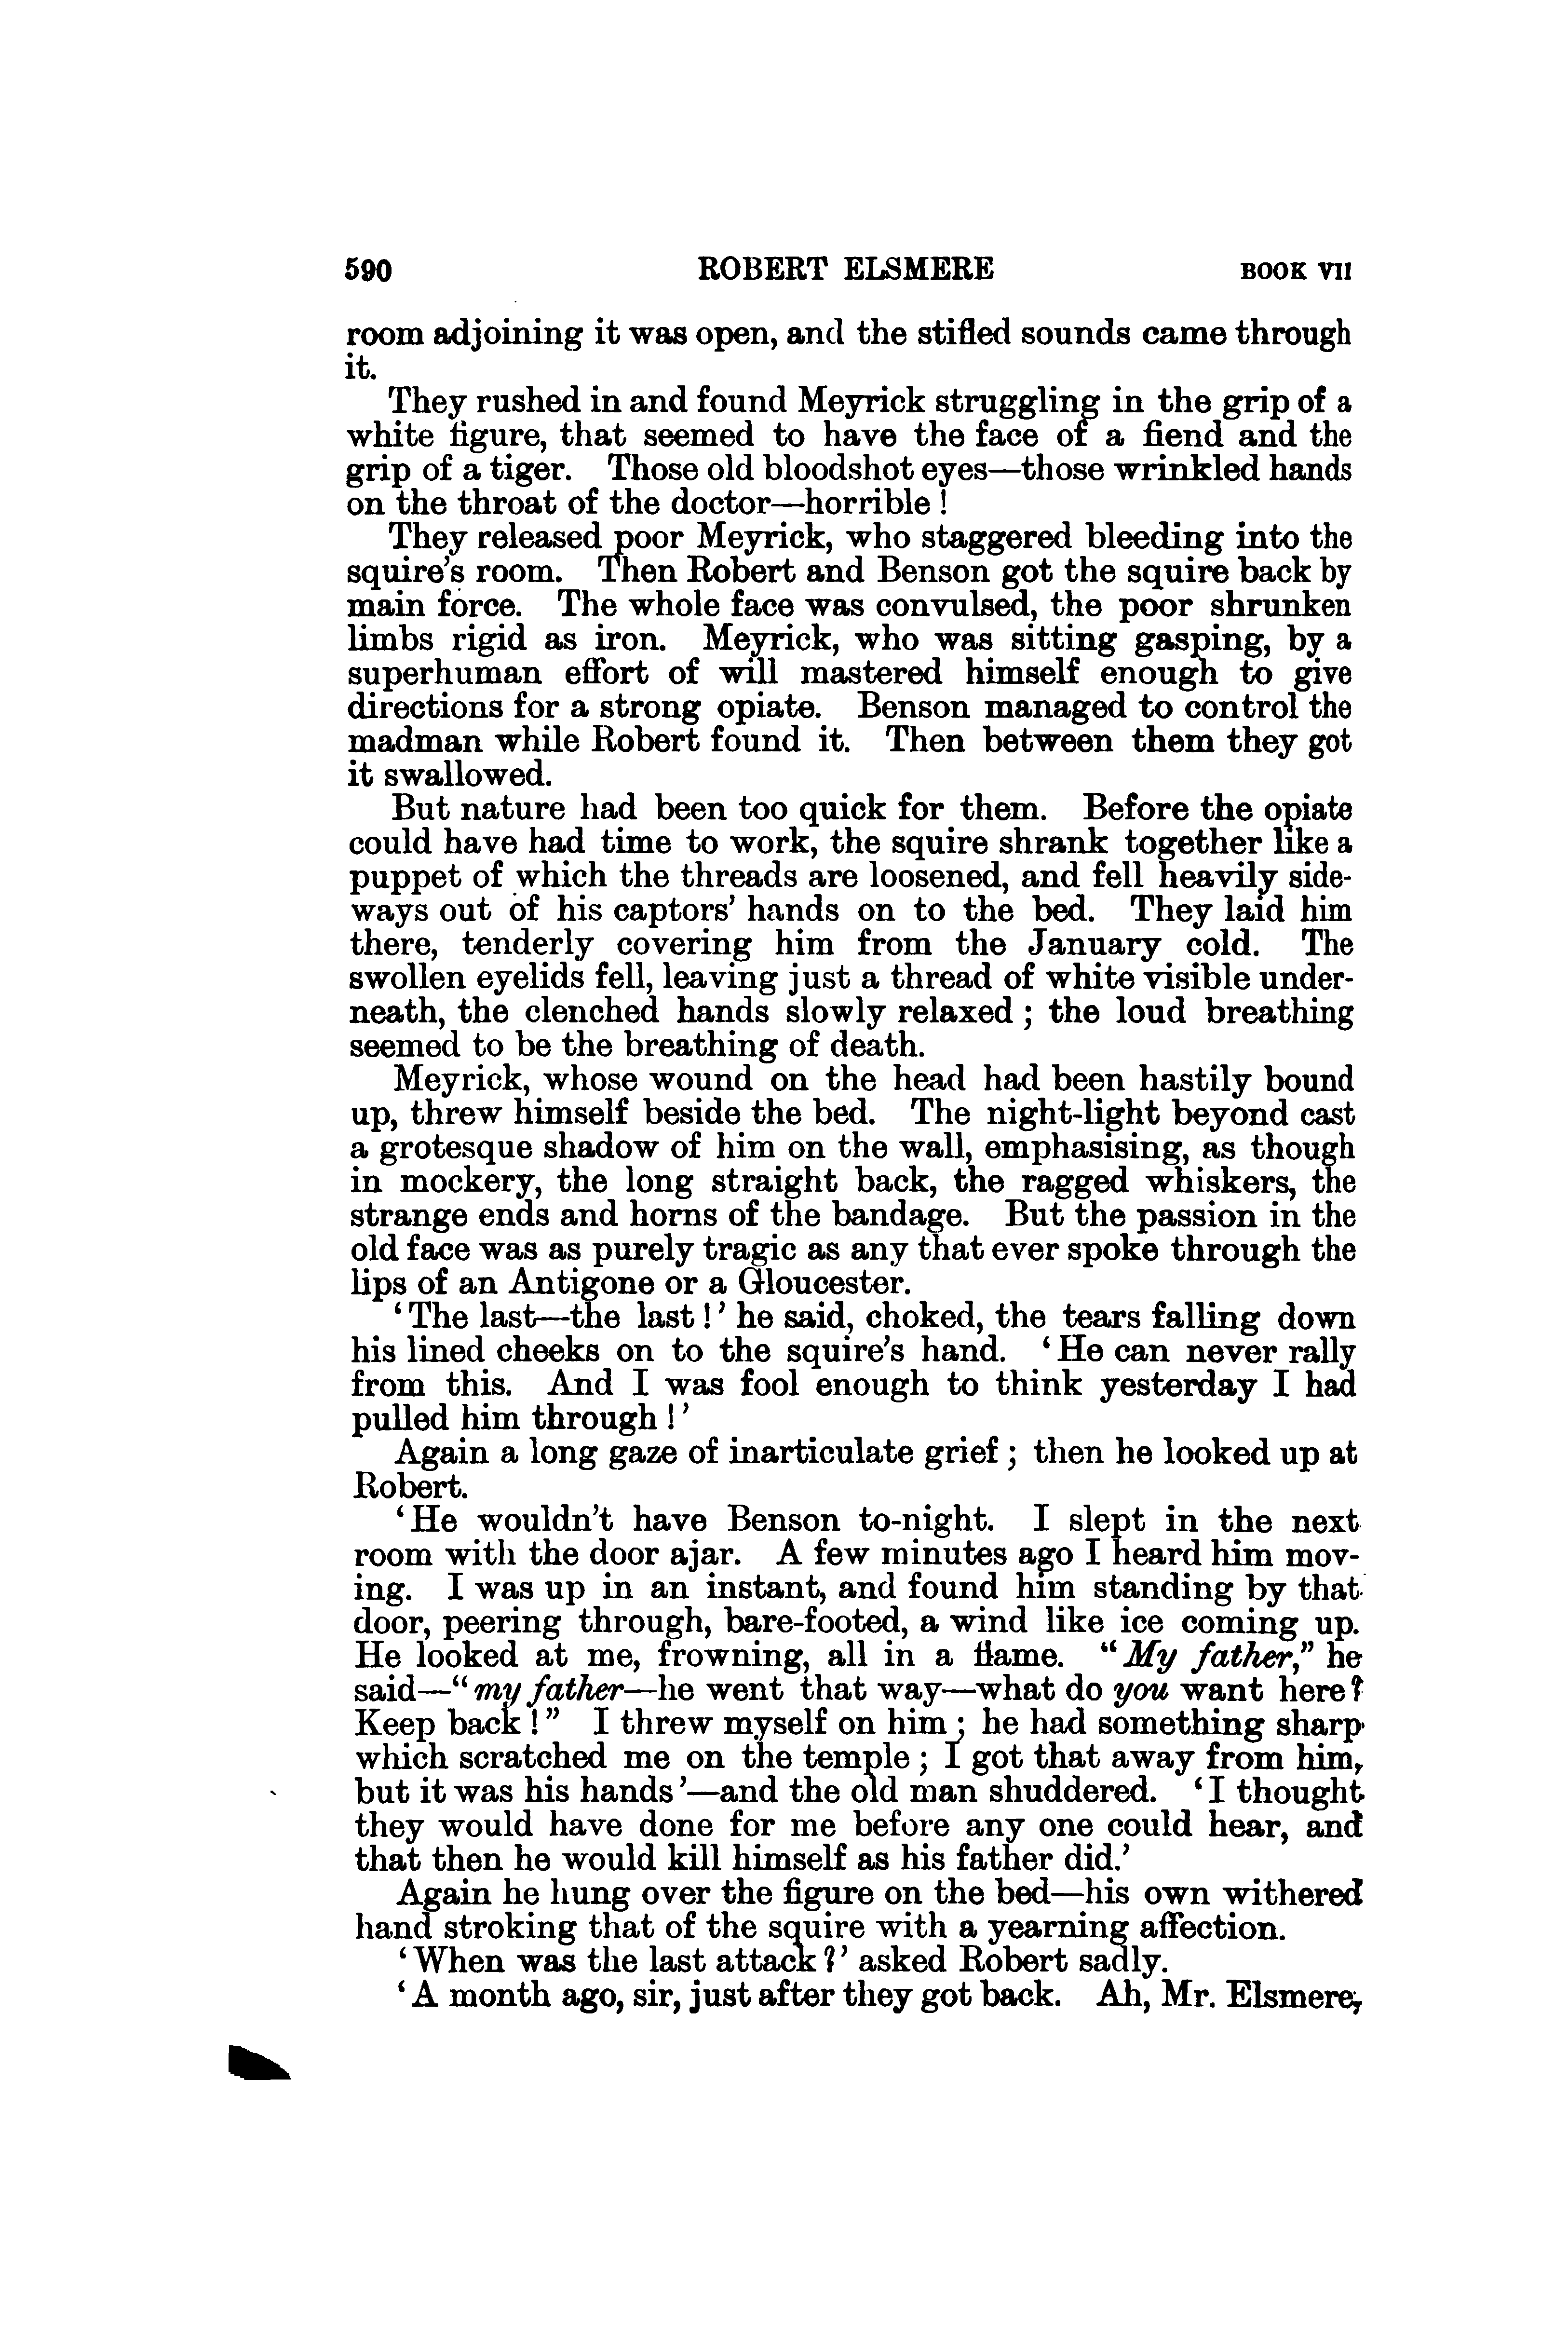 590 ROBERT ELSMERE BOOK VII
room adjoining it was open, and the stifled sounds came through
it.
They rushed in and found Meyrick struggling in the grip of a
white figure, that seemed to have the face of a fiend and the
grip of a tiger. Those old bloodshot eyes—those wrinkled hands
on the throat of the doctor—horrible!
They released poor Meyrick, who staggered bleeding into the
squire's room. Then Robert and Benson got the squire back by
main force. The whole face was convulsed, the poor shrunken
limbs rigid as iron. Meyrick, who was sitting gasping, by a
superhuman effort of will mastered himself enough to give
directions for a strong opiate. Benson managed to control the
madman while Robert found it. Then between them they got
it swallowed.
But nature had been too quick for them. Before the opiate
could have had time to work, the squire shrank together like a
puppet of which the threads are loosened, and fell heavily side-
ways out of his captors' hands on to the bed. They laid him
there, tenderly covering him from the January cold. The
swollen eyelids fell, leaving just a thread of white visible under-
neath, the clenched hands slowly relaxed; the loud breathing
seemed to be the breathing of death.
Meyrick, whose wound on the head had been hastily bound
up, threw himself beside the bed. The night-light beyond cast
a grotesque shadow of him on the wall, emphasising, as though
in mockery, the long straight back, the ragged whiskers, the
strange ends and horns of the bandage. But the passion in the
old face was as purely tragic as any that ever spoke through the
lips of an Antigone or a Gloucester.
'The last—the last!' he said, choked, the tears falling down
his lined cheeks on to the squire's hand. 'He can never rally
from this. And I was fool enough to think yesterday I had
pulled him through!'
Again a long gaze of inarticulate grief; then he looked up at
Robert.
'He wouldn't have Benson to-night. I slept in the next
room with the door ajar. A few minutes ago I heard him mov-
ing. I was up in an instant, and found him standing by that
door, peering through, bare-footed, a wind like ice coming up.
He looked at me, frowning, all in a flame. "My father," he
said—"my father—he went that way—what do you want here?
Keep back!" I threw myself on him; he had something sharp
which scratched me on the temple; I got that away from him,
but it was his hands'—and the old man shuddered. 'I thought
they would have done for me before any one could hear, and
that then he would kill himself as his father did.'
Again he hung over the figure on the bed—his own withered
hand stroking that of the squire with a yearning affection.
'When was the last attack?' asked Robert sadly.
'A month ago, sir, just after they got back. Ah, Mr. Elsmere,